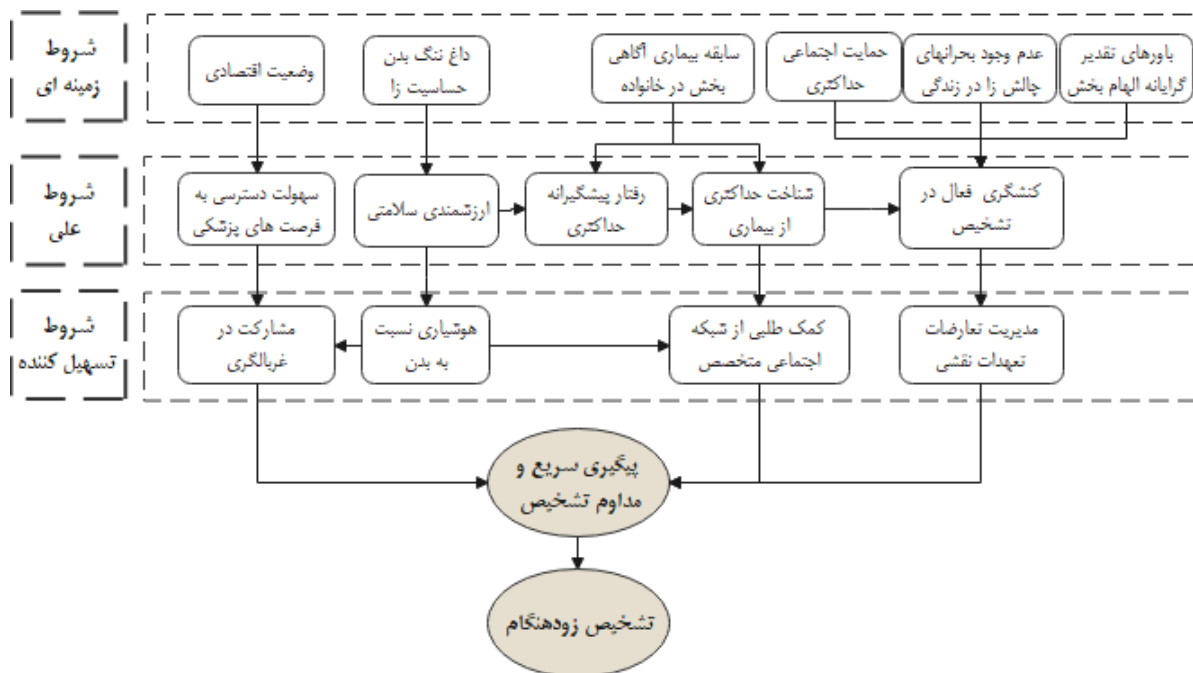 شروط
زمینه ای
باورهای تقدیر
گرایانه الهام بخش
عدم وجود بحرانهای
چالش زا در زندگی
حمایت اجتماعی
حداکثری
سابقه بیماری آگاهی
بخش در خانواده
داغ ننگ بدن
حساسیت زا
وضعیت اقتصادی
شروط
علی
کنشگری فعال در
تشخیص
شناخت حداکثری
از بیماری
رفتار پیشگیرانه
حداکثری
ارزشمندی سلامتی
سهولت دسترسی به
فرصت های پزشکی
شروط
تسهیل کننده
مدیریت تعارضات
تعهدات نقشی
کمک طلبی از شبکه
اجتماعی متخصص
هوشیاری نسبت
به بدن
مشارکت در
غربالگری
پیگیری سریع و
مداوم تشخیص
تشخیص زودهنگام